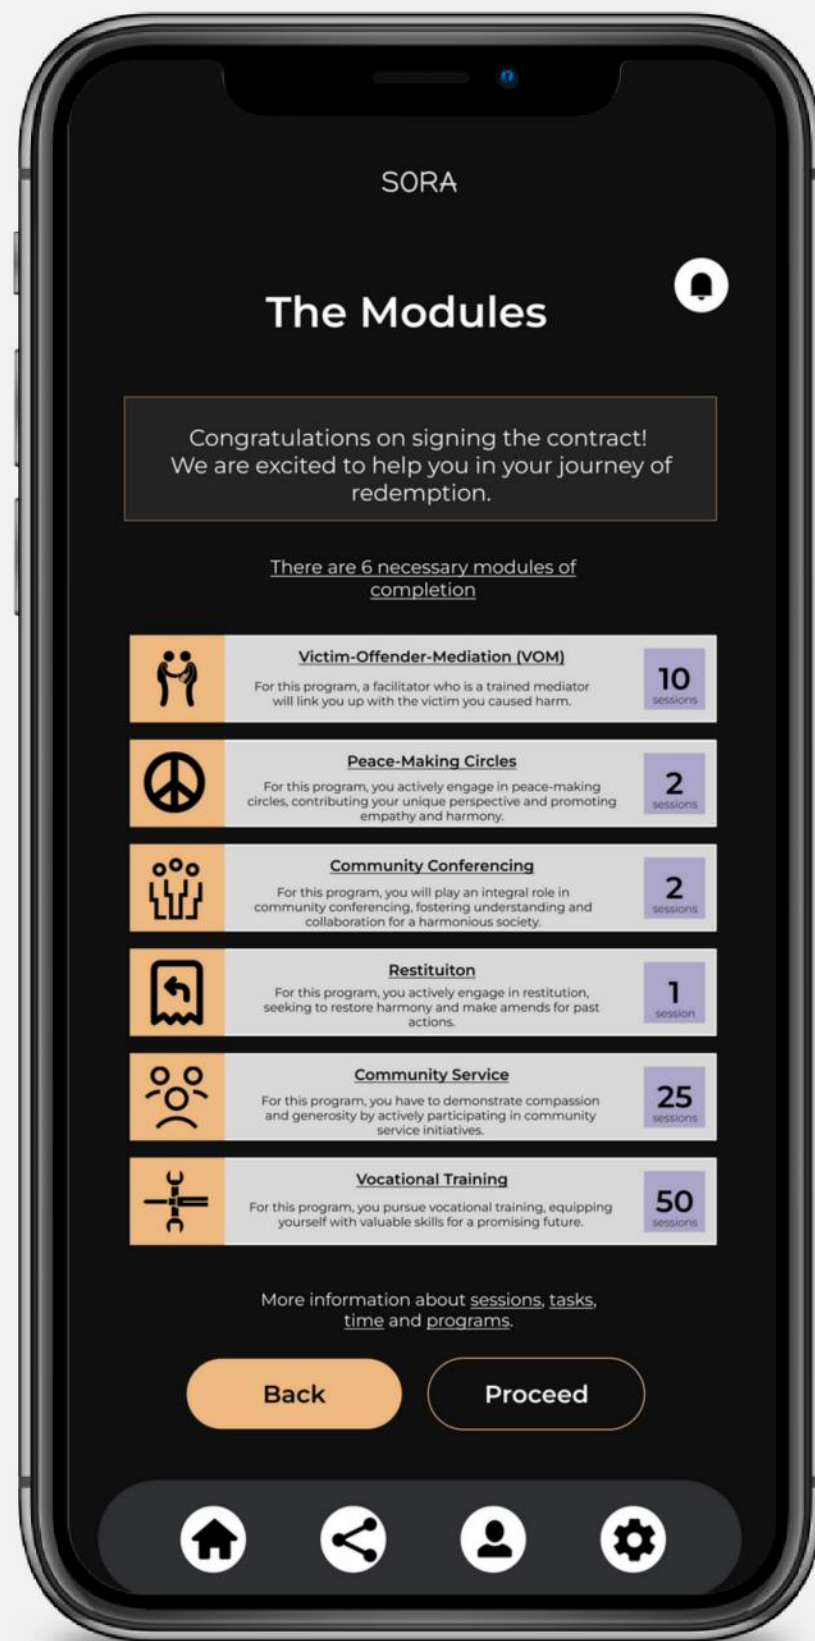 SORA
The Modules
Congratulations on signing the contract!
We are excited to help you in your journey of
redemption.
There are 6 necessary modules of
completion
Victim-Offender-Mediation (VOM)
For this program, a facilitator who is a trained mediator
will link you up with the victim you caused harm.
10
sessions
Peace-Making Circles
For this program, you actively engage in peace-making
circles, contributing your unique perspective and promoting
empathy and harmony.
2
sessions
Community Conferencing
For this program, you will play an integral role in
community conferencing, fostering understanding and
collaboration for a harmonious society.
2
sessions
Restituiton
For this program, you actively engage in restitution,
seeking to restore harmony and make amends for past
actions.
1
session
Community Service
For this program, you have to demonstrate compassion
and generosity by actively participating in community
service initiatives.
25
sessions
Vocational Training
For this program, you pursue vocational training, equipping
yourself with valuable skills for a promising future.
50
sessions
More information about sessions, tasks,
time and programs.
Back
Proceed